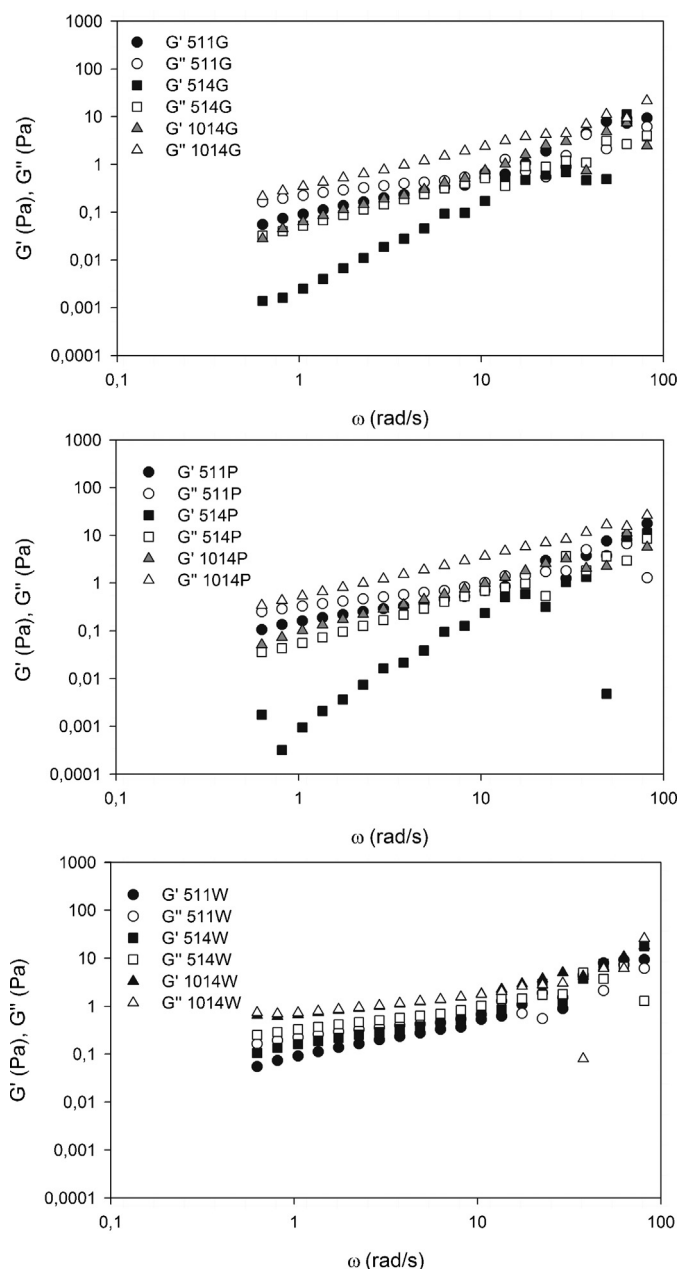 1000
100
10
1
0,1
0,01
0,001
0,0001
G' (Pa), G'' (Pa)
G' 511G
G'' 511G
G' 514G
G'' 514G
G' 1014G
G'' 1014G
0,1 1 10 100
ω (rad/s)
1000
100
10
1
0,1
0,01
0,001
0,0001
G' (Pa), G'' (Pa)
G' 511P
G'' 511P
G' 514P
G'' 514P
G' 1014P
G'' 1014P
0,1 1 10 100
ω (rad/s)
1000
100
10
1
0,1
0,01
0,001
0,0001
G' (Pa), G'' (Pa)
G' 511W
G'' 511W
G' 514W
G'' 514W
G' 1014W
G'' 1014W
0,1 1 10 100
ω (rad/s)